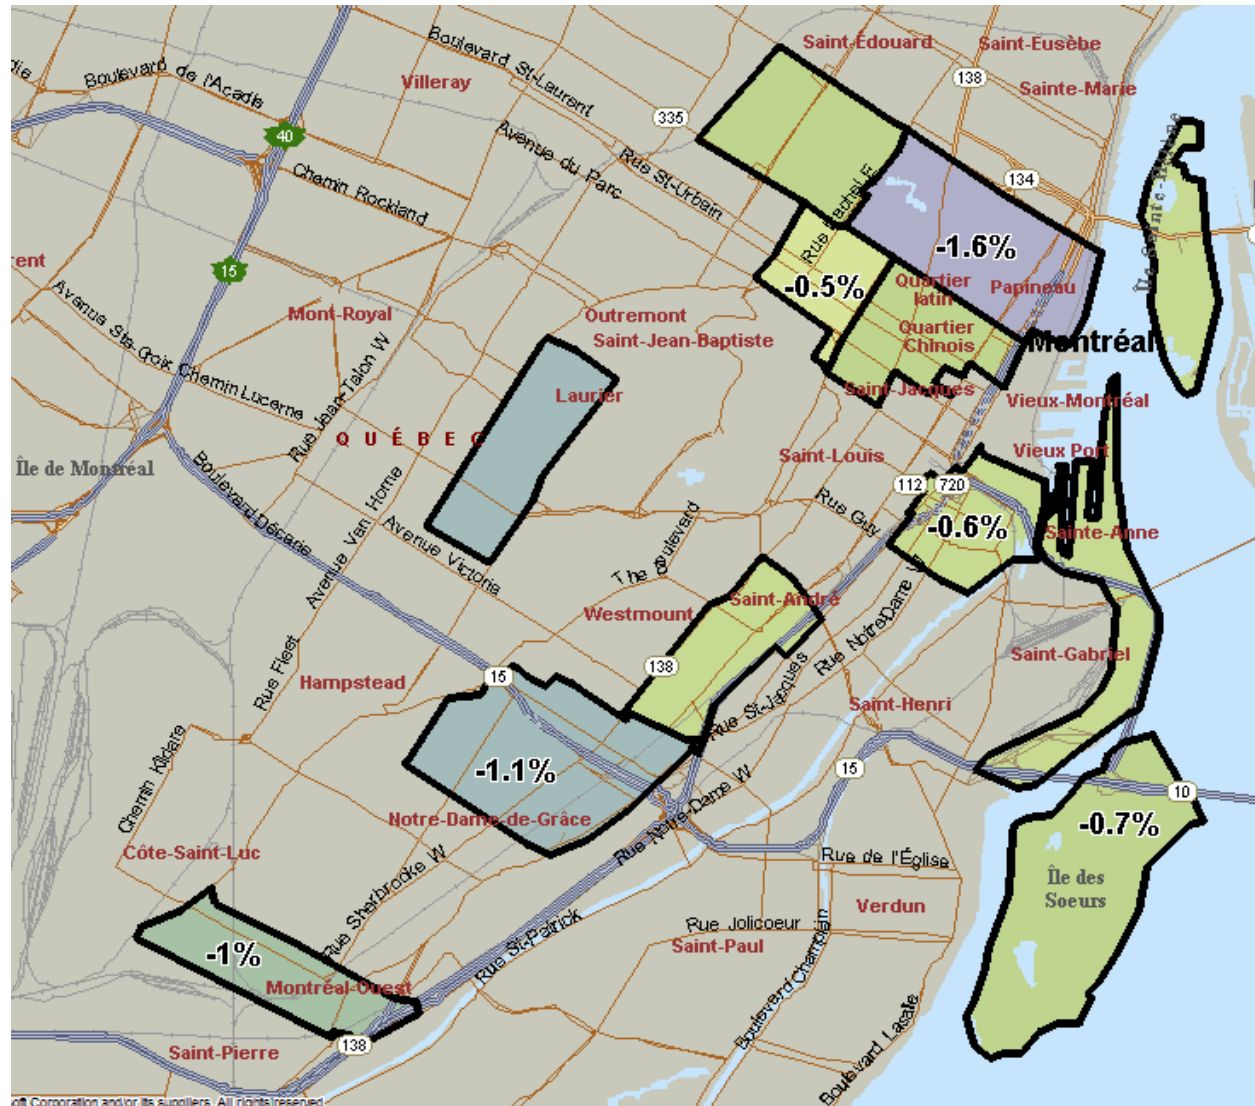 Saint-Édouard
Saint-Eusèbe
Boulevard St-Laurent
die
Boulevard de l'Acadie
Villeray
138
Sainte-Marie
335
40
Avenue du Parc
Rue St-Urbain
Chemin Rockland
134
Rue Rachel E
Île Sainte-Hélène
rent
15
-1.6%
-0.5%
Quartier
latin
Papineau
Avenue Ste-Croix
Mont-Royal
Outremont
Saint-Jean-Baptiste
Quartier
Chinois
Montréal
Chemin Lucerne
Rue Jean-Talon W
Laurier
Saint-Jacques
Vieux-Montréal
QUÉBEC
Île de Montréal
Saint-Louis
Vieux Port
Boulevard Décarie
Avenue Van Horne
112
720
Rue Guy
-0.6%
Sainte-Anne
Avenue Victoria
The Boulevard
Westmount
Saint-André
Rue Notre-Dame W
Saint-Gabriel
Rue Fleet
Hampstead
15
138
Rue St-Jacques
Saint-Henri
Chemin Kildare
-1.1%
15
10
Notre-Dame-de-Grâce
Rue Notre-Dame W
-0.7%
Côte-Saint-Luc
Rue de l'Église
Île des
Soeurs
Rue Sherbrooke W
Verdun
-1%
Rue St-Patrick
Rue Jolicoeur
Saint-Paul
Montréal-Ouest
Boulevard Champlain
Saint-Pierre
138
Boulevard Lasalle
oft Corporation and/or its suppliers. All rights reserved.